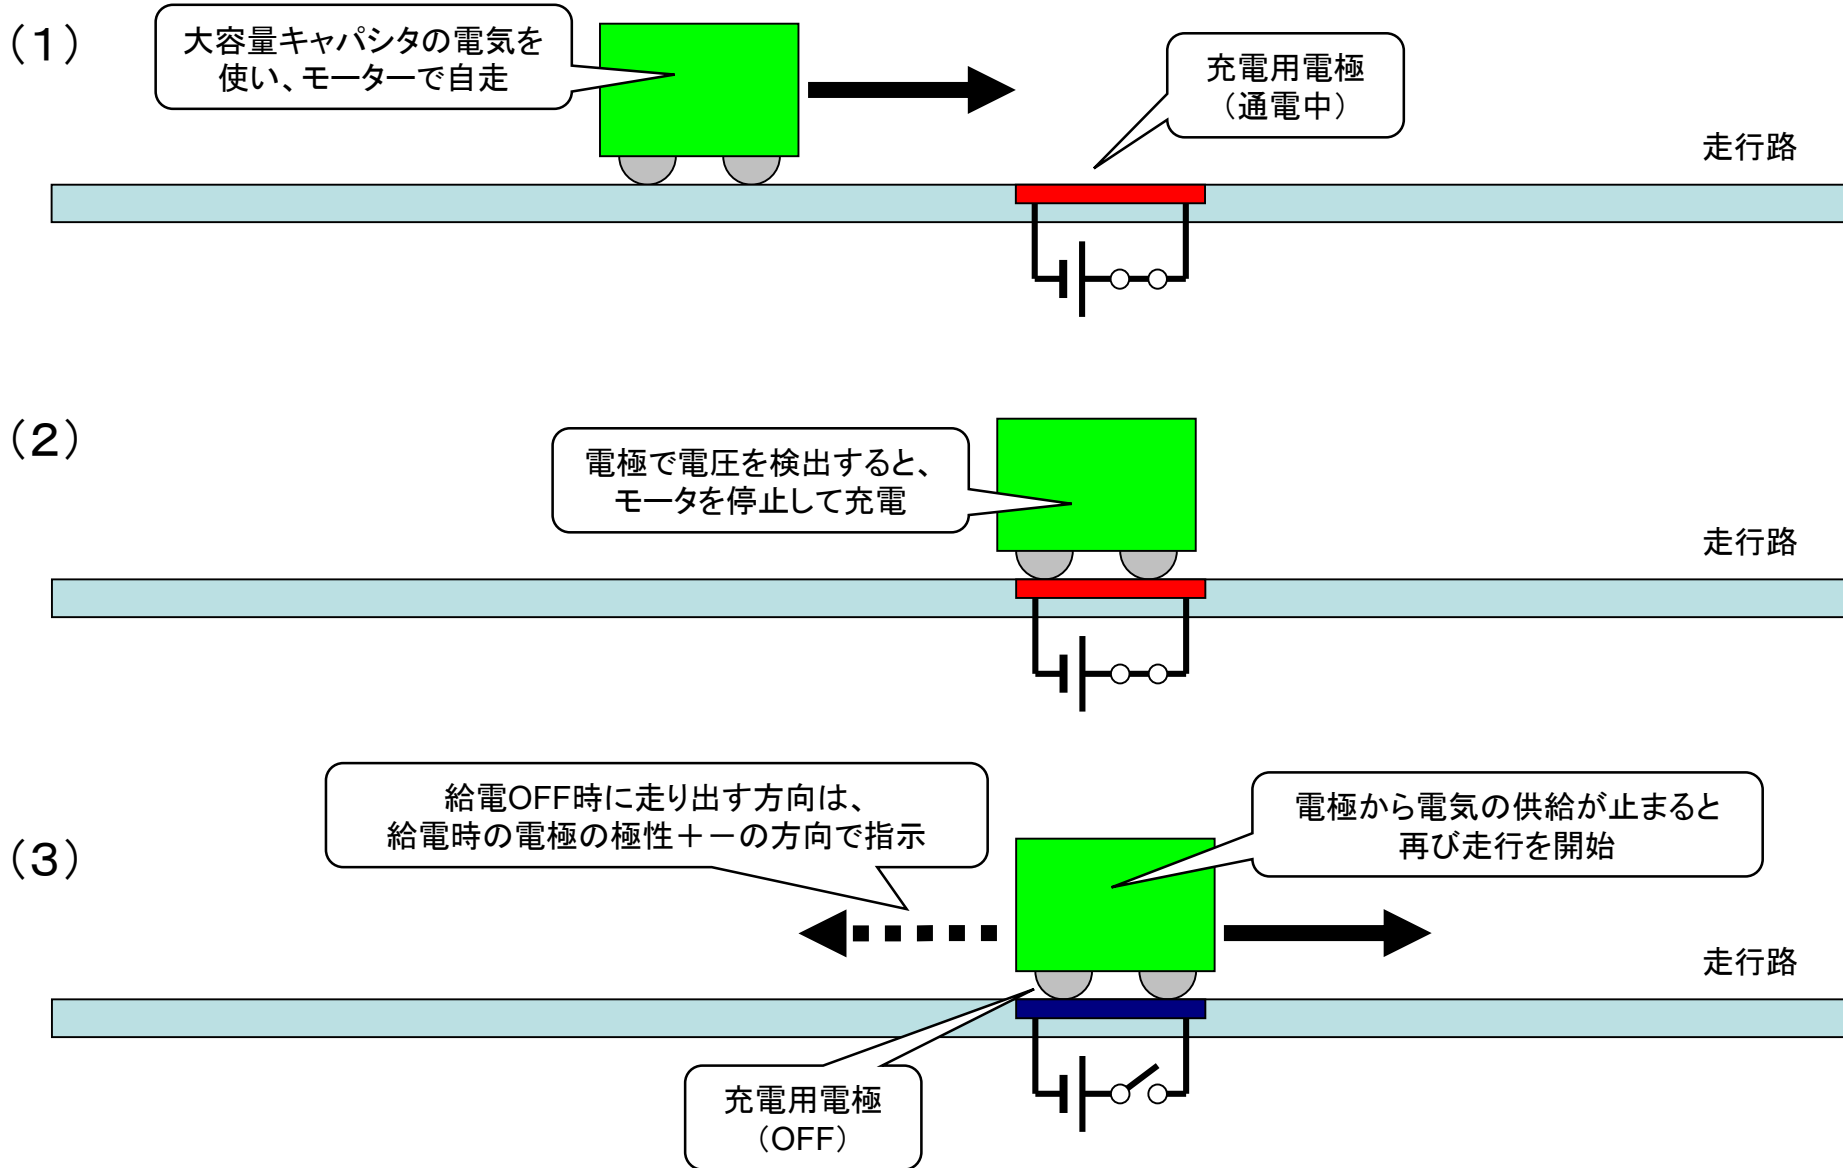 （１）
大容量キャパシタの電気を
使い、モーターで自走
充電用電極
（通電中）
走行路
（２）
電極で電圧を検出すると、
モータを停止して充電
走行路
（３）
給電OFF時に走り出す方向は、
給電時の電極の極性＋－の方向で指示
電極から電気の供給が止まると
再び走行を開始
走行路
充電用電極
（OFF）